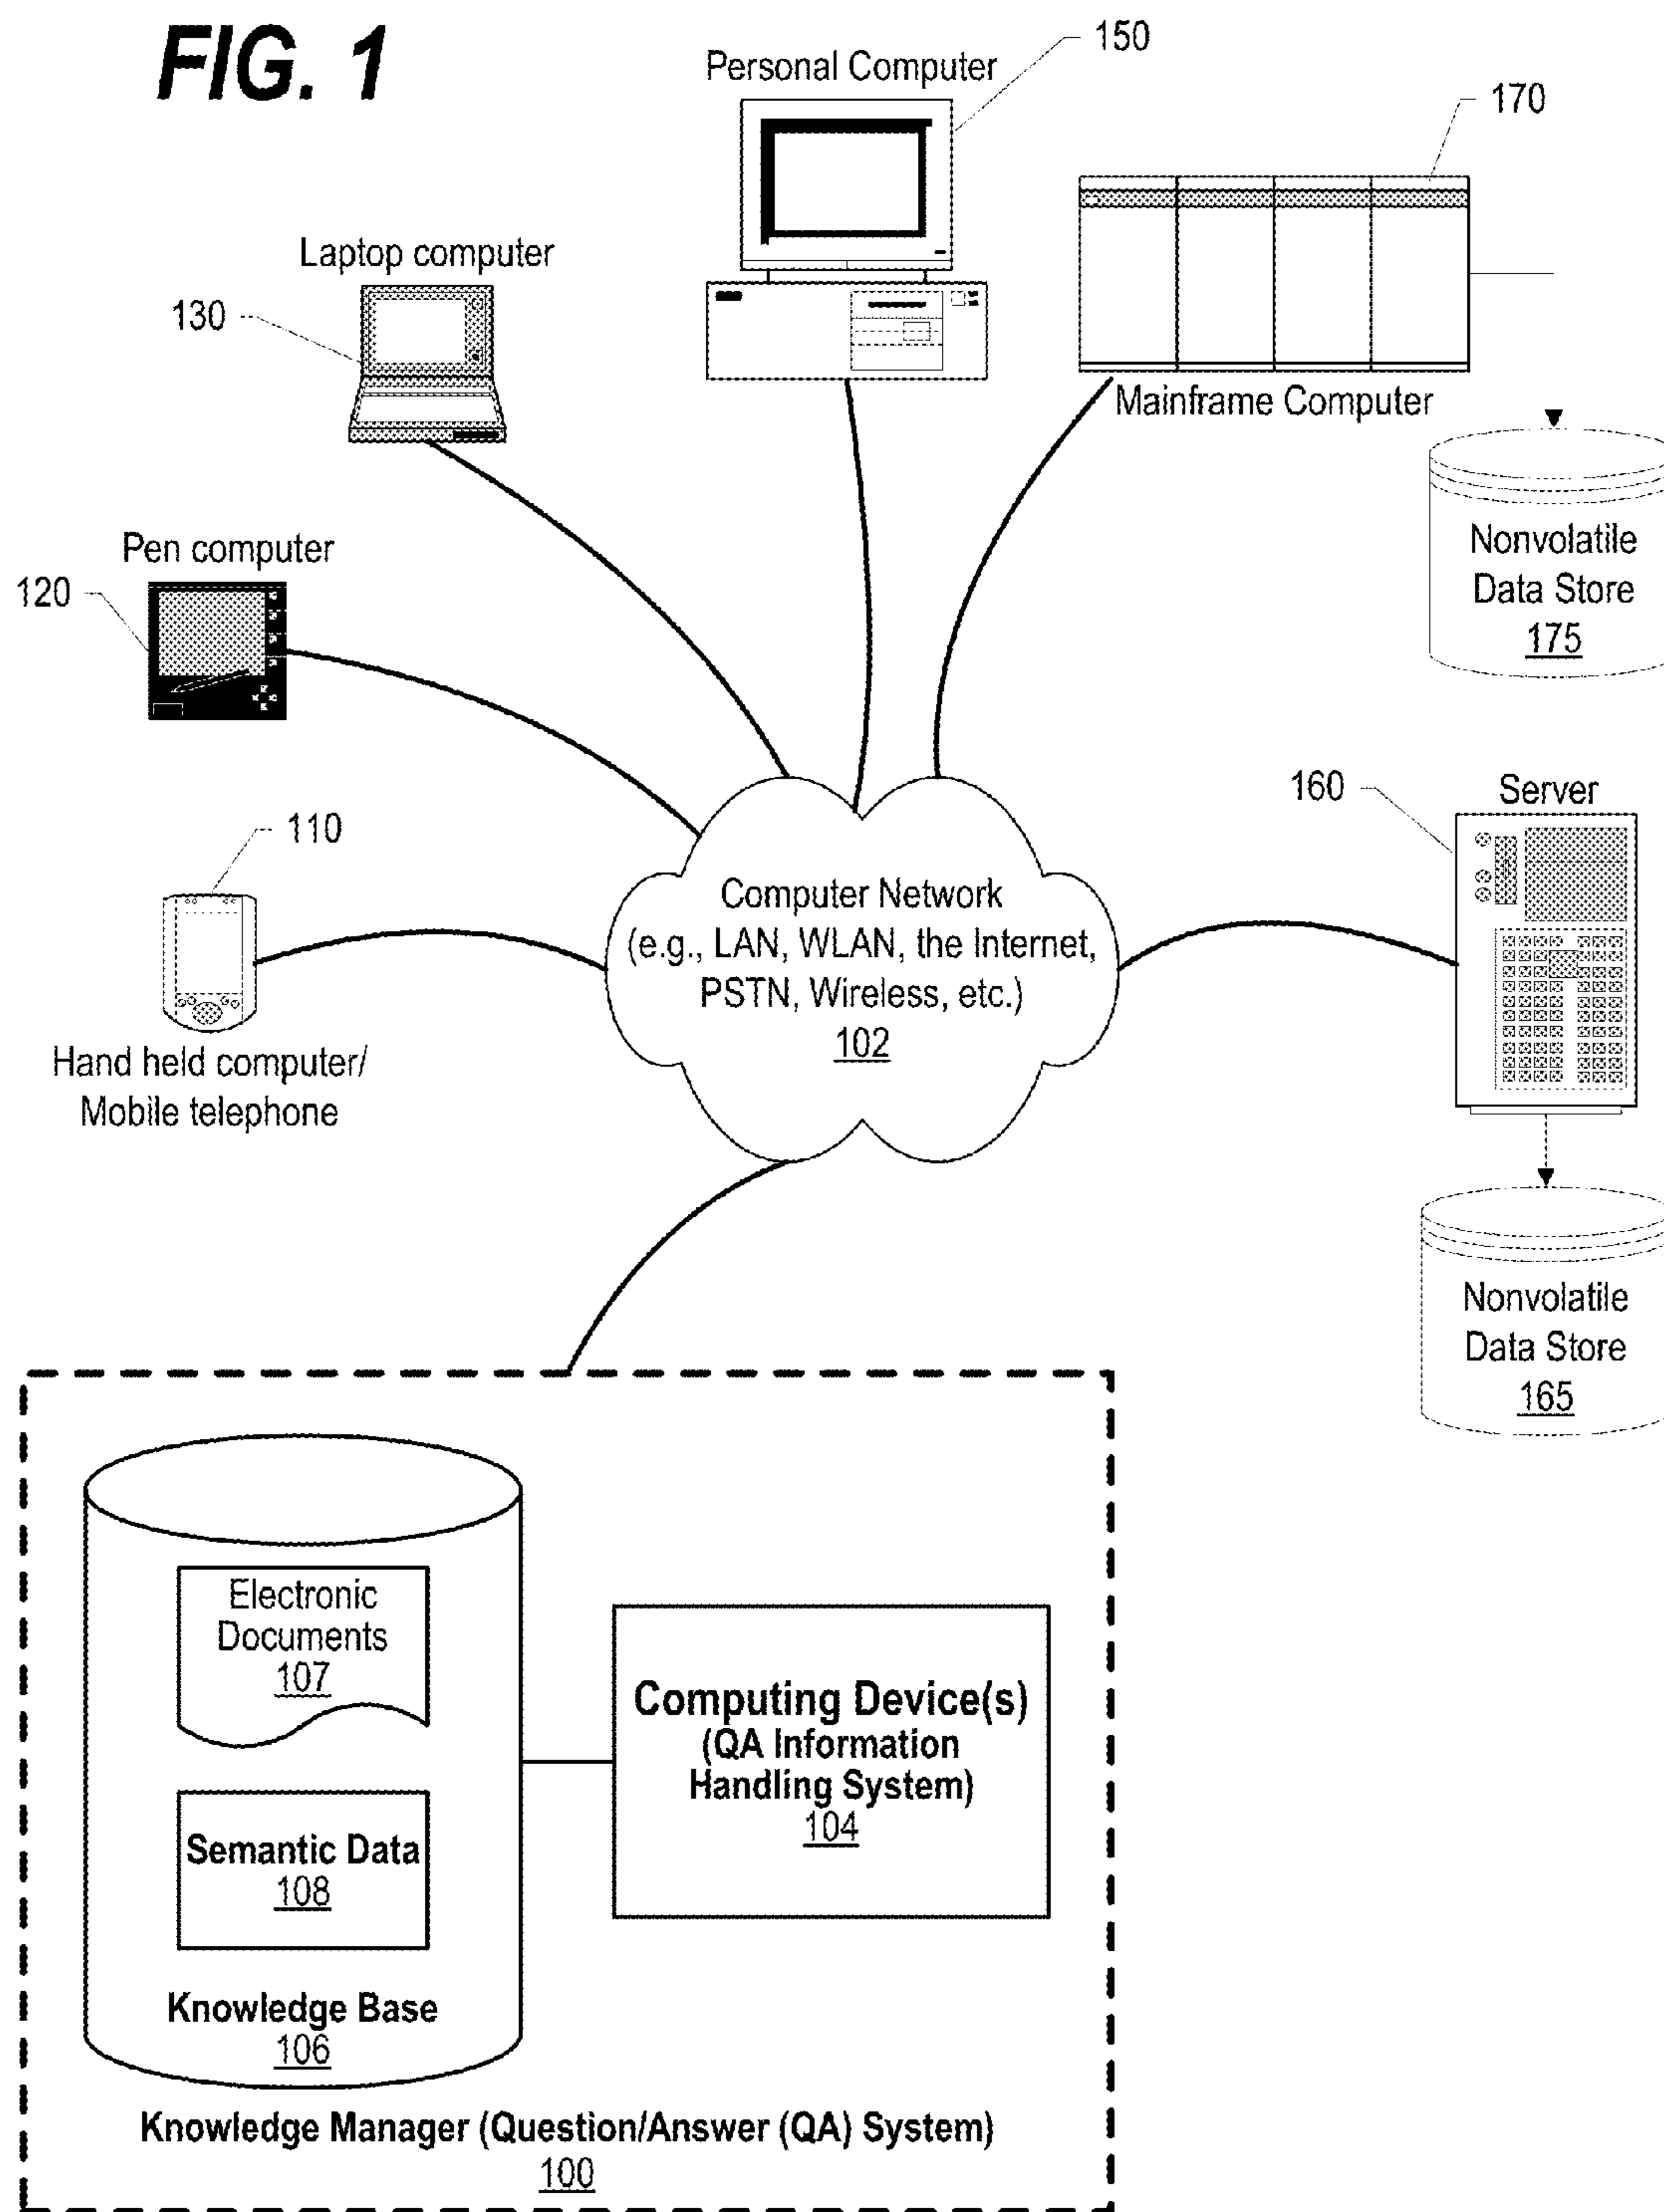 FIG. 1
Personal Computer
150
170
Laptop computer
130
Mainframe Computer
Nonvolatile
Data Store
175
Pen computer
120
110
Hand held computer/
Mobile telephone
Computer Network
(e.g., LAN, WLAN, the Internet,
PSTN, Wireless, etc.)
102
160
Server
Nonvolatile
Data Store
165
Electronic
Documents
107
Semantic Data
108
Knowledge Base
106
Computing Device(s)
(QA Information
Handling System)
104
Knowledge Manager (Question/Answer (QA) System)
100